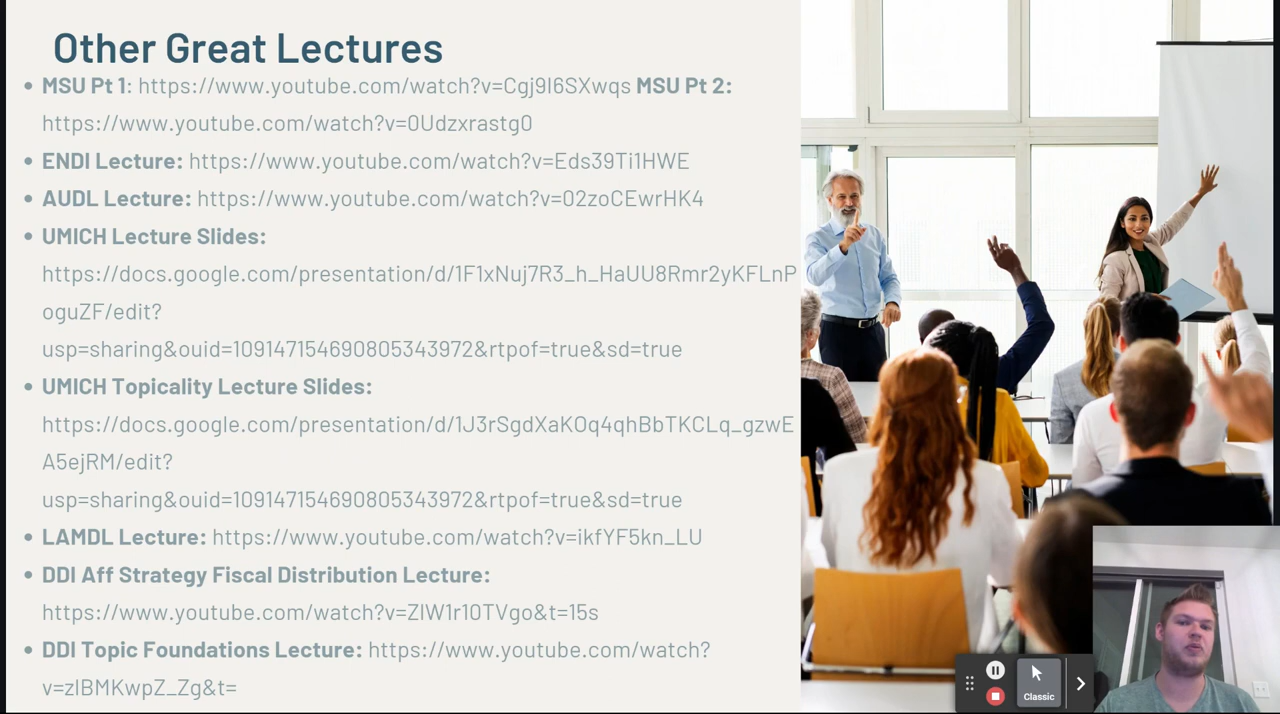 Other Great Lectures
• MSU Pt 1: https://www.youtube.com/watch?v=Cgj9I6SXwqs MSU Pt 2:
https://www.youtube.com/watch?v=0Udzxrastg0
• ENDI Lecture: https://www.youtube.com/watch?v=Eds39Ti1HWE
• AUDL Lecture: https://www.youtube.com/watch?v=02zoCEwrHK4
• UMICH Lecture Slides:
https://docs.google.com/presentation/d/1F1xNuj7R3_h_HaUU8Rmr2yKFLnP
oguZF/edit?
usp=sharing&ouid=109147154690805343972&rtpof=true&sd=true
• UMICH Topicality Lecture Slides:
https://docs.google.com/presentation/d/1J3rSgdXaKOq4qhBbTKCLq_gzwE
A5ejRM/edit?
usp=sharing&ouid=109147154690805343972&rtpof=true&sd=true
• LAMDL Lecture: https://www.youtube.com/watch?v=ikfYF5kn_LU
• DDI Aff Strategy Fiscal Distribution Lecture:
https://www.youtube.com/watch?v=ZIW1r10TVgo&t=15s
• DDI Topic Foundations Lecture: https://www.youtube.com/watch?
v=zIBMKwpZ_Zg&t=
Classic